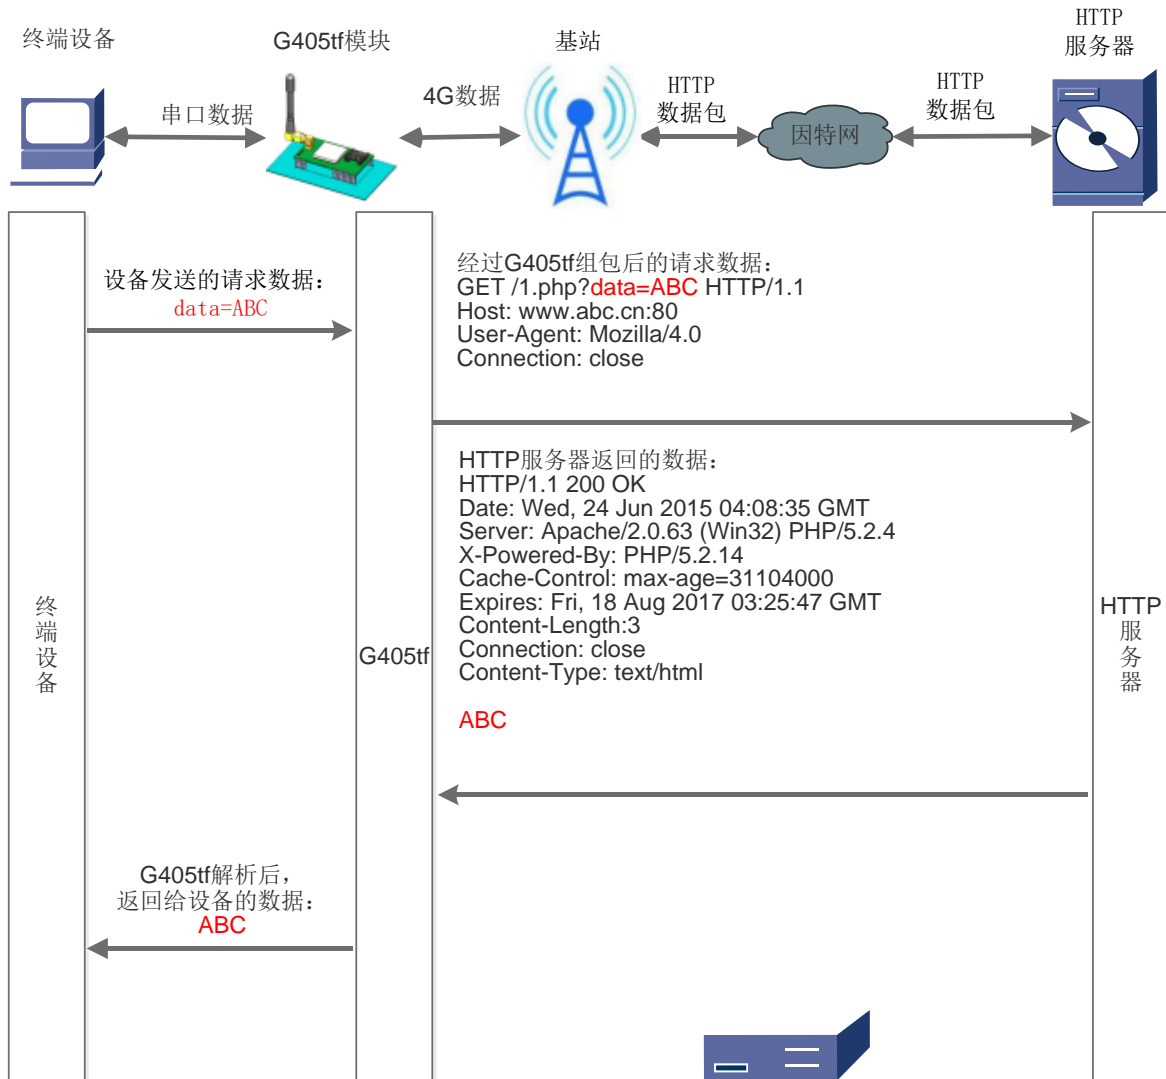 终端设备
G405tf模块
基站
HTTP
服务器
串口数据
4G数据
HTTP
数据包
因特网
HTTP
数据包
设备发送的请求数据：
data=ABC
经过G405tf组包后的请求数据：
GET /1.php?data=ABC HTTP/1.1
Host: www.abc.cn:80
User-Agent: Mozilla/4.0
Connection: close
HTTP服务器返回的数据：
HTTP/1.1 200 OK
Date: Wed, 24 Jun 2015 04:08:35 GMT
Server: Apache/2.0.63 (Win32) PHP/5.2.4
X-Powered-By: PHP/5.2.14
Cache-Control: max-age=31104000
Expires: Fri, 18 Aug 2017 03:25:47 GMT
Content-Length:3
Connection: close
Content-Type: text/html
ABC
终端设备
G405tf
HTTP
服务器
G405tf解析后，
返回给设备的数据：
ABC